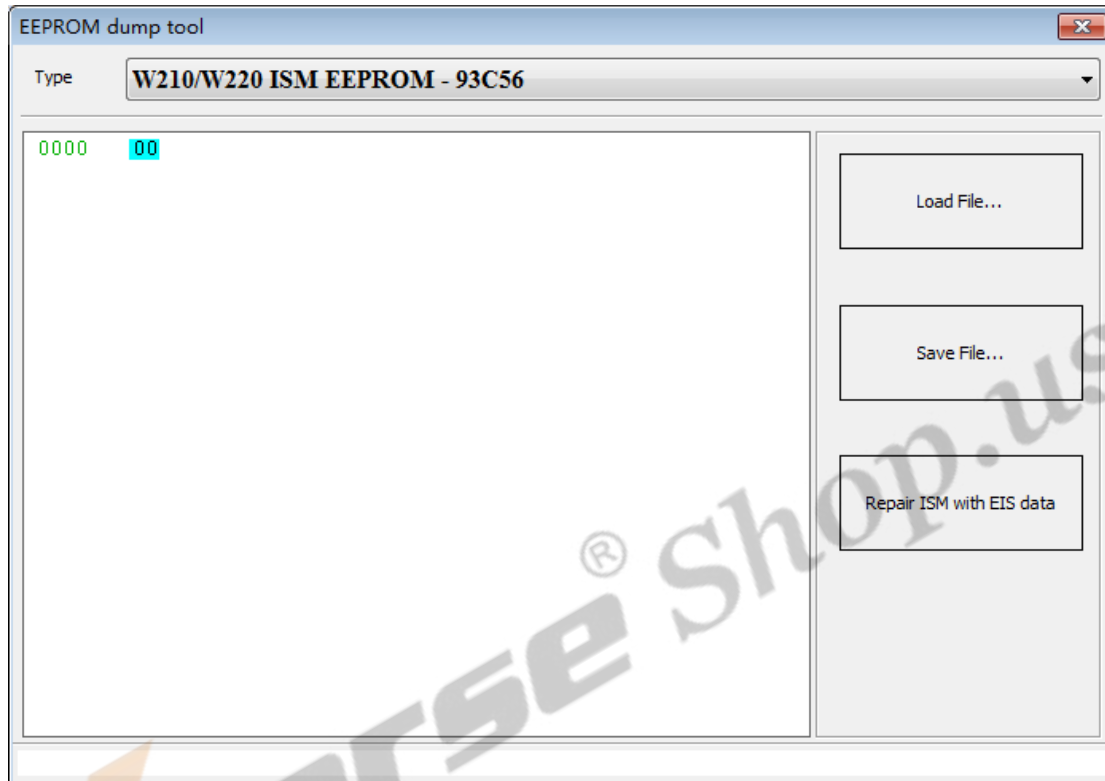 EEPROM dump tool
Type
W210/W220 ISM EEPROM - 93C56
0000 00
Load File...
Save File...
Repair ISM with EIS data
® Shop.us